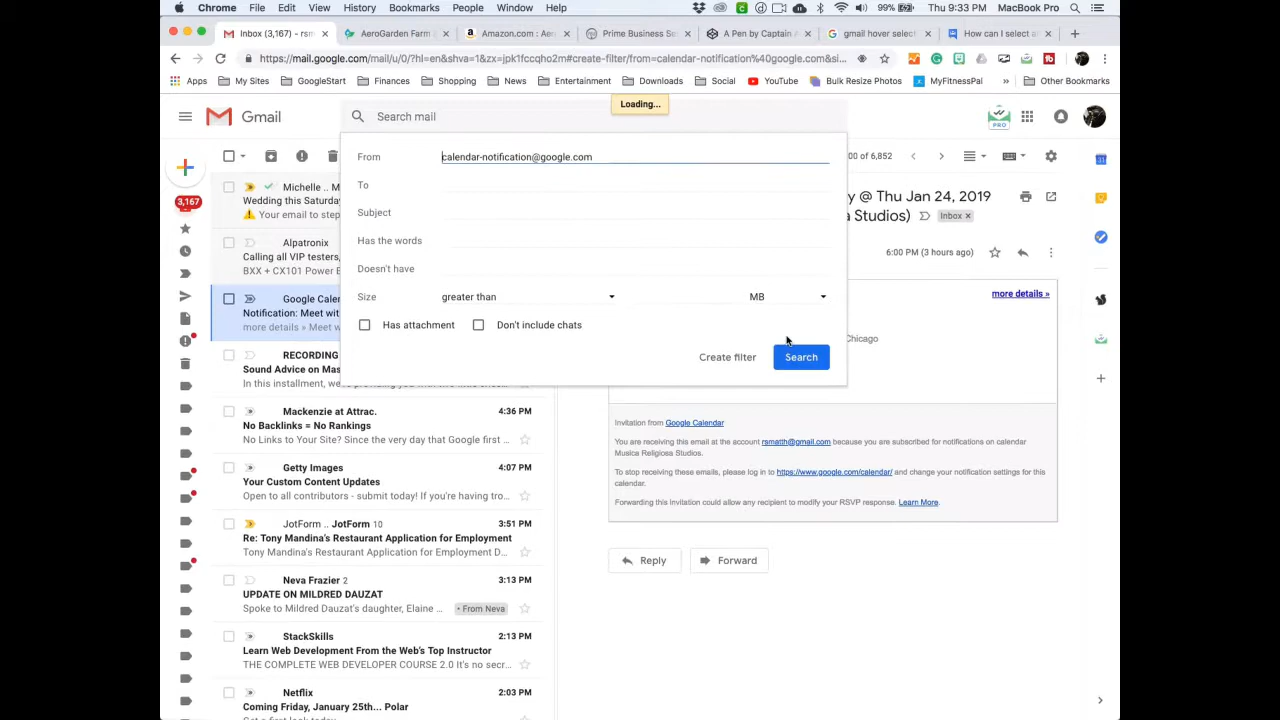 Chrome File Edit View History Bookmarks People Window Help 99% Thu 9:33 PM MacBook Pro
Inbox (3,167) - rsm
AeroGarden Farm
Amazon.com : Aer
Prime Business Se
A Pen by Captain
gmail hover select
How can I select a
https://mail.google.com/mail/u/0/?hl=en&shva=1&zx=jpk1fccqho2m#create-filter/from=calendar-notification%40google.com&si...
Apps My Sites GoogleStart Finances Shopping News Entertainment Downloads Social YouTube Bulk Resize Photos MyFitnessPal » Other Bookmarks
Loading...
Gmail
Search mail
PRO
From calendar-notification@google.com
To
Subject
Has the words
Doesn't have
Size greater than MB
Has attachment Don't include chats
Create filter Search
3,167
00 of 6,852
Michelle .. M
Wedding this Saturda
Your email to step
Alpatronix
Calling all VIP testers,
BXX + CX101 Power B
Google Cale
Notification: Meet wit
more details » Meet w
RECORDING
Sound Advice on Mas
In this installment, we
Mackenzie at Attrac. 4:36 PM
No Backlinks = No Rankings
No Links to Your Site? Since the very day that Google first ...
Getty Images 4:07 PM
Your Custom Content Updates
Open to all contributors - submit today! If you're having tro...
JotForm .. JotForm 10 3:51 PM
Re: Tony Mandina's Restaurant Application for Employment
Tony Mandina's Restaurant Application for Employment D...
Neva Frazier 2 3:13 PM
UPDATE ON MILDRED DAUZAT
Spoke to Mildred Dauzat's daughter, Elaine ... • From Neva
StackSkills 2:13 PM
Learn Web Development From the Web's Top Instructor
THE COMPLETE WEB DEVELOPER COURSE 2.0 It's no secr...
Netflix 2:03 PM
Coming Friday, January 25th... Polar
y @ Thu Jan 24, 2019
a Studios) Inbox x
6:00 PM (3 hours ago)
more details »
Chicago
Invitation from Google Calendar
You are receiving this email at the account rsmatth@gmail.com because you are subscribed for notifications on calendar
Musica Religiosa Studios.
To stop receiving these emails, please log in to https://www.google.com/calendar/ and change your notification settings for this
calendar.
Forwarding this invitation could allow any recipient to modify your RSVP response. Learn More.
Reply Forward